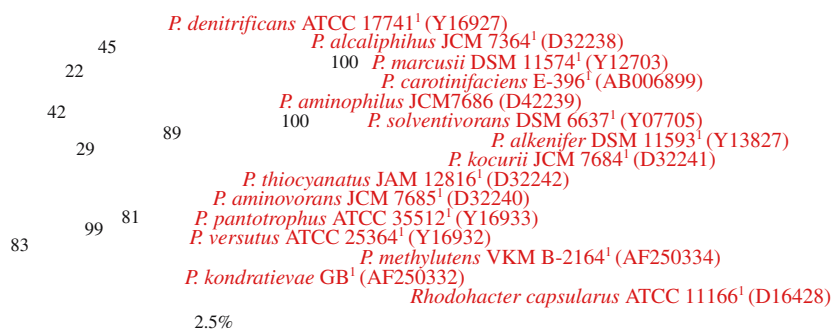 P. denitrificans ATCC 17741¹ (Y16927)
45
P. alcaliphihus JCM 7364¹ (D32238)
100 P. marcusii DSM 11574¹ (Y12703)
22
P. carotinifaciens E-396¹ (AB006899)
P. aminophilus JCM7686 (D42239)
42
100 P. solventivorans DSM 6637¹ (Y07705)
89
P. alkenifer DSM 11593¹ (Y13827)
29
P. kocurii JCM 7684¹ (D32241)
P. thiocyanatus JAM 12816¹ (D32242)
P. aminovorans JCM 7685¹ (D32240)
81 P. pantotrophus ATCC 35512¹ (Y16933)
99
P. versutus ATCC 25364¹ (Y16932)
83
P. methylutens VKM B-2164¹ (AF250334)
P. kondratievae GB¹ (AF250332)
Rhodohacter capsularus ATCC 11166¹ (D16428)
2.5%